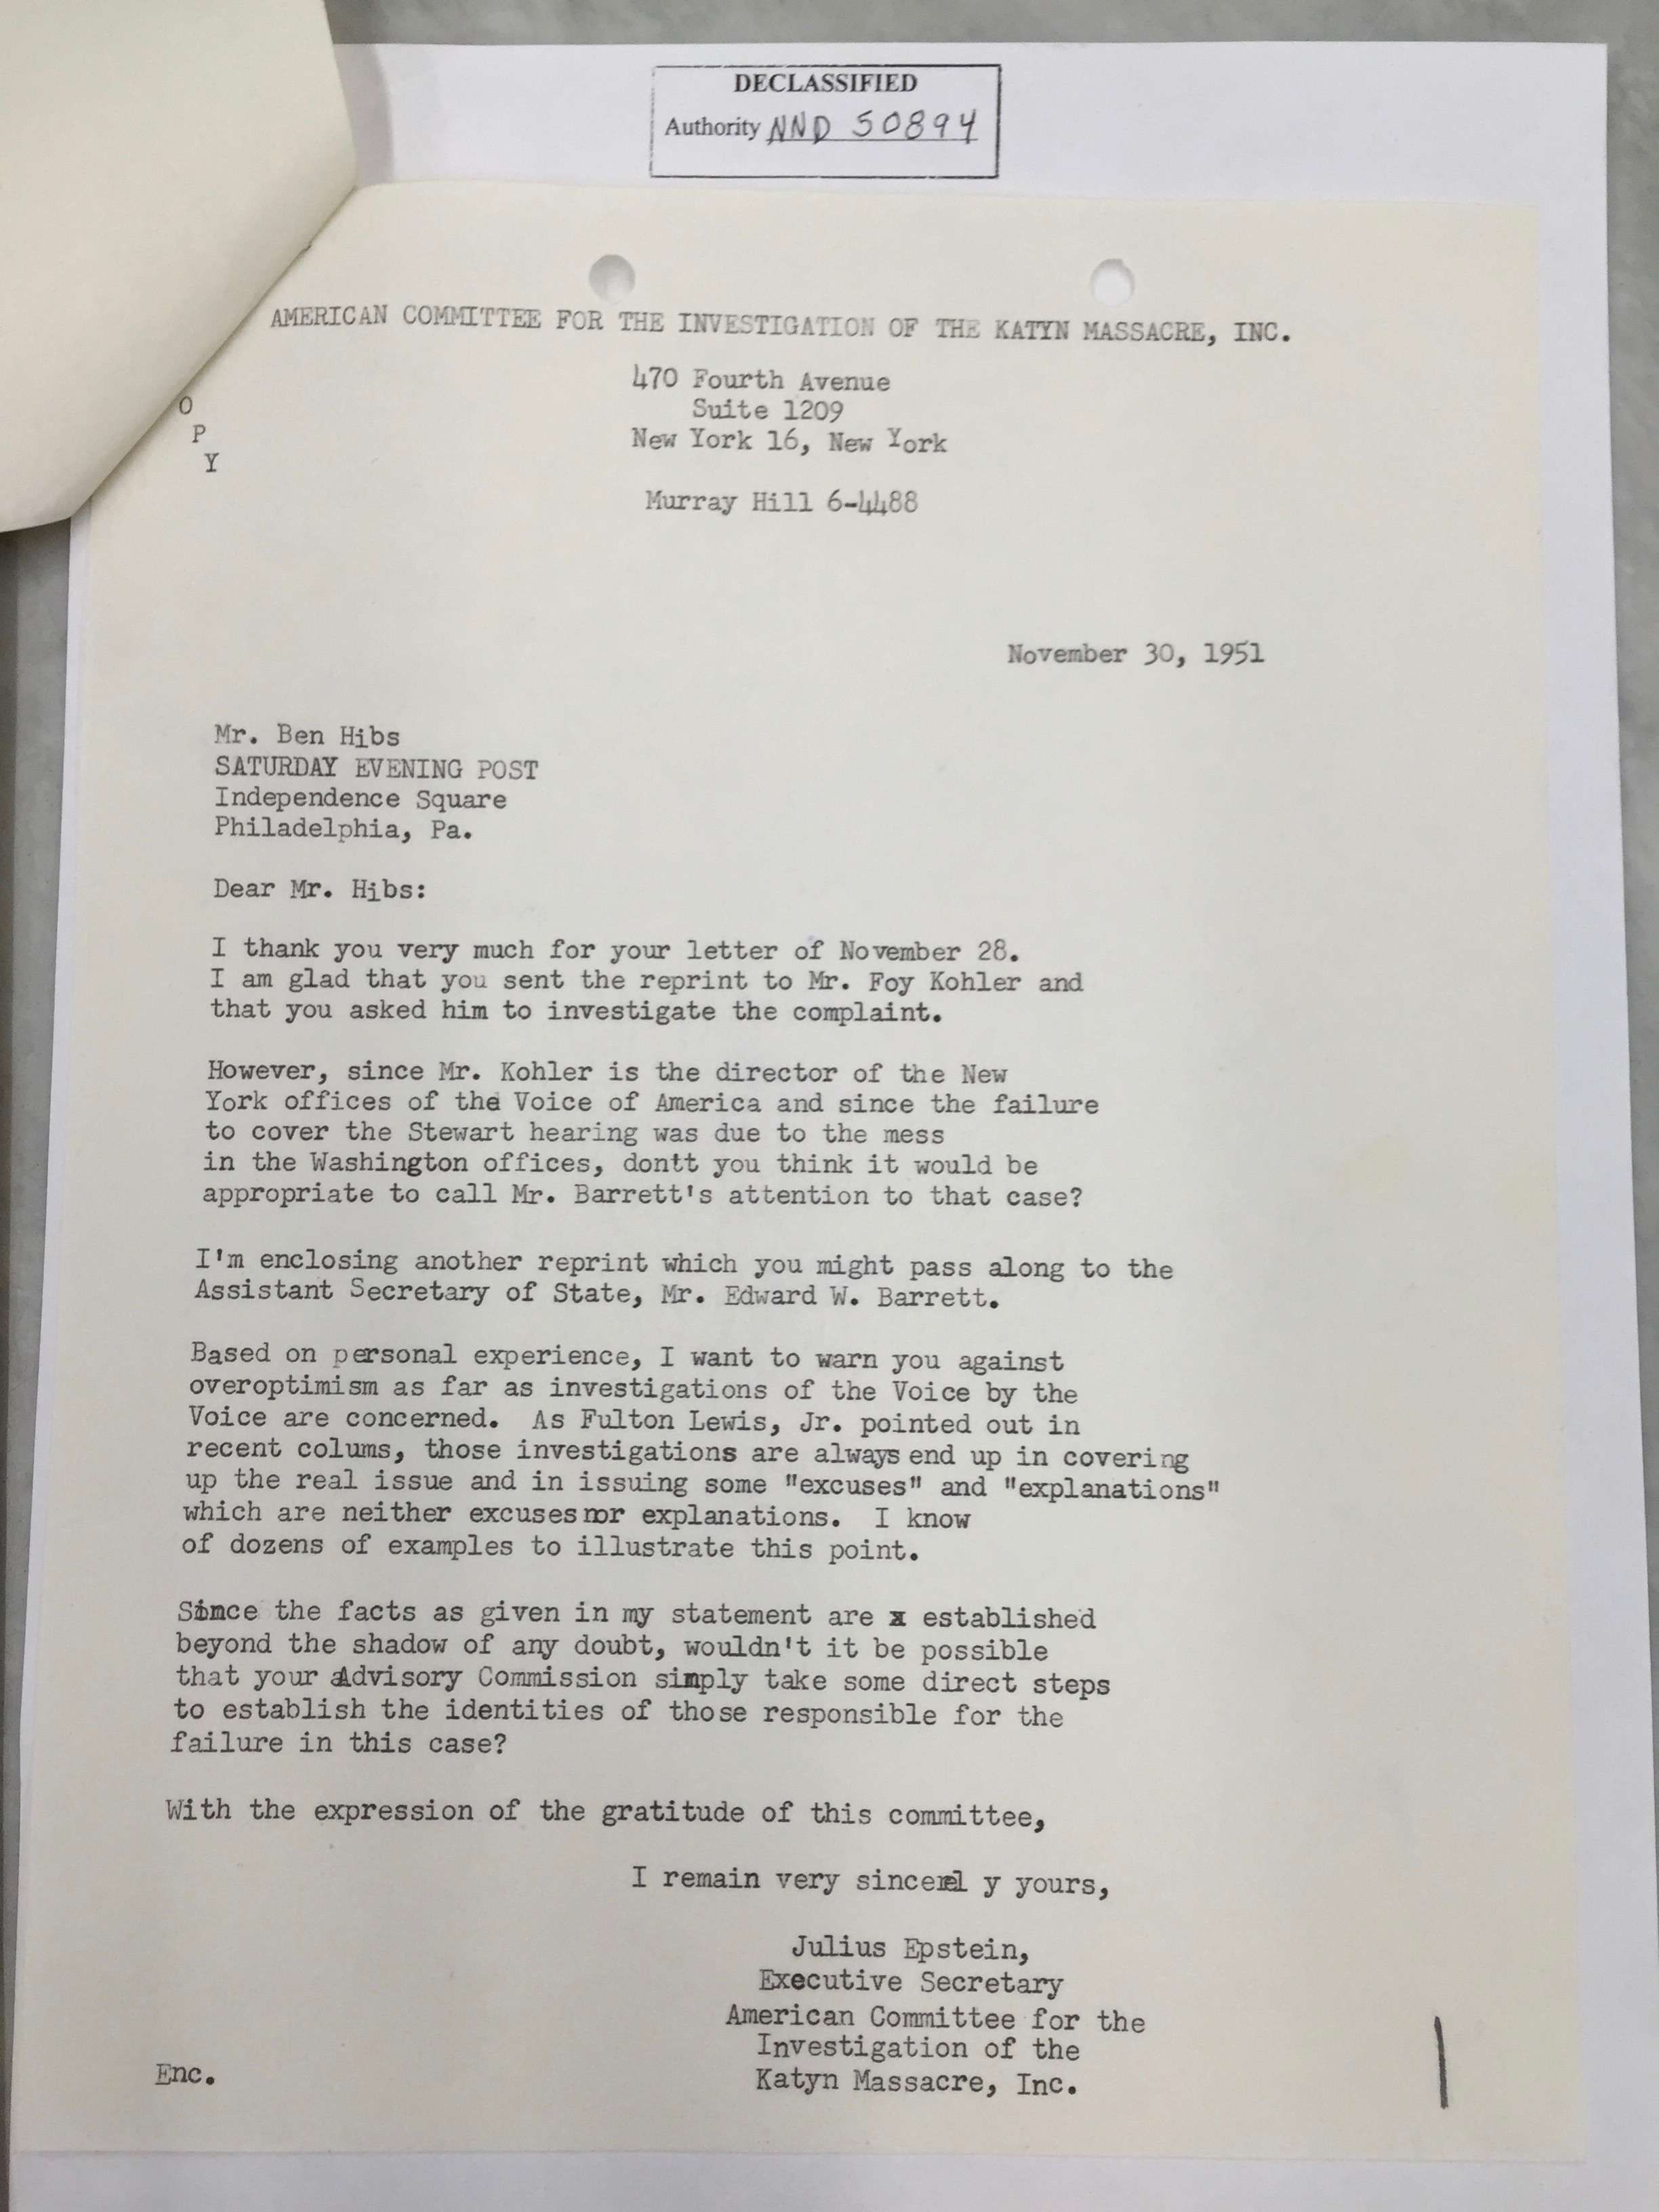 DECLASSIFIED
Authority NND 50894
AMERICAN COMMITTEE FOR THE INVESTIGATION OF THE KATYN MASSACRE, INC.
470 Fourth Avenue
Suite 1209
New York 16, New York
O
P
Y
Murray Hill 6-4488
November 30, 1951
Mr. Ben Hibs
SATURDAY EVENING POST
Independence Square
Philadelphia, Pa.
Dear Mr. Hibs:
I thank you very much for your letter of November 28.
I am glad that you sent the reprint to Mr. Foy Kohler and
that you asked him to investigate the complaint.
However, since Mr. Kohler is the director of the New
York offices of the Voice of America and since the failure
to cover the Stewart hearing was due to the mess
in the Washington offices, dontt you think it would be
appropriate to call Mr. Barrett's attention to that case?
I'm enclosing another reprint which you might pass along to the
Assistant Secretary of State, Mr. Edward W. Barrett.
Based on personal experience, I want to warn you against
overoptimism as far as investigations of the Voice by the
Voice are concerned. As Fulton Lewis, Jr. pointed out in
recent colums, those investigations are always end up in covering
up the real issue and in issuing some "excuses" and "explanations"
which are neither excuses nor explanations. I know
of dozens of examples to illustrate this point.
Since the facts as given in my statement are x established
beyond the shadow of any doubt, wouldn't it be possible
that your Advisory Commission simply take some direct steps
to establish the identities of those responsible for the
failure in this case?
With the expression of the gratitude of this committee,
I remain very sincerel y yours,
Julius Epstein,
Executive Secretary
American Committee for the
Investigation of the
Katyn Massacre, Inc.
Enc.